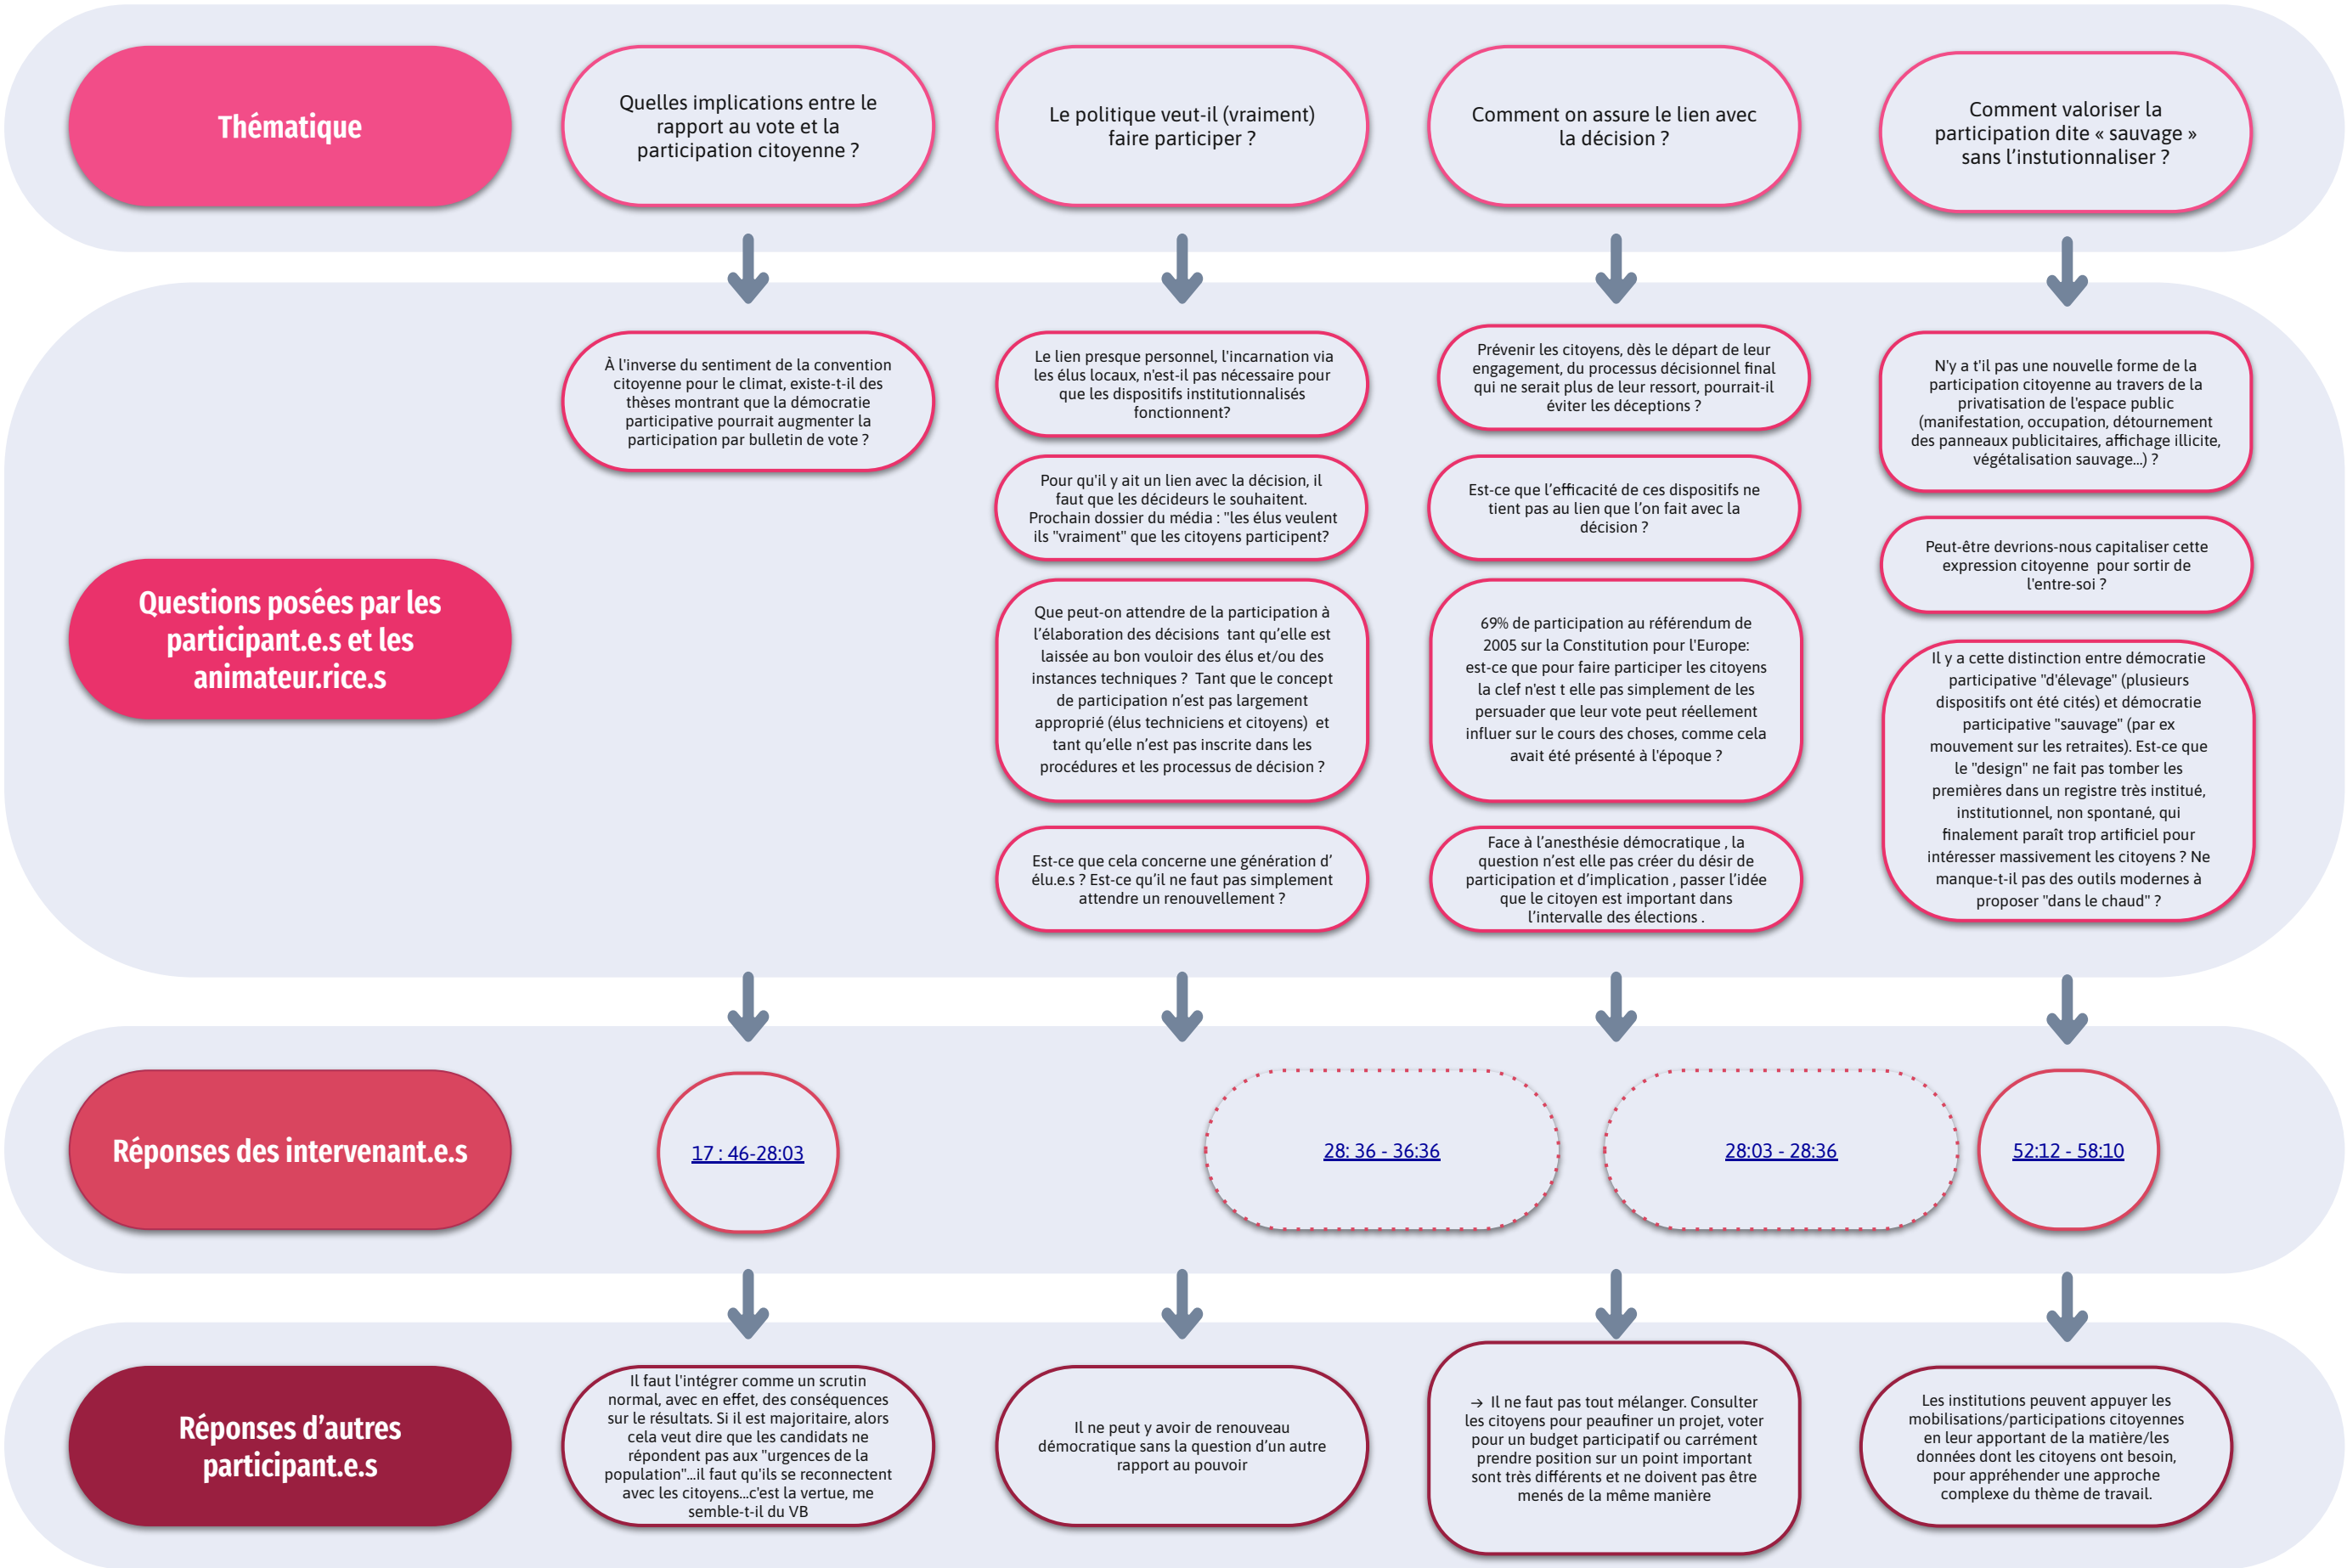 Thématique
Quelles implications entre le
rapport au vote et la
participation citoyenne ?
Le politique veut-il (vraiment)
faire participer ?
Comment on assure le lien avec
la décision ?
Comment valoriser la
participation dite « sauvage »
sans l’instutionnaliser ?
Questions posées par les
participant.e.s et les
animateur.rice.s
À l'inverse du sentiment de la convention
citoyenne pour le climat, existe-t-il des
thèses montrant que la démocratie
participative pourrait augmenter la
participation par bulletin de vote ?
Le lien presque personnel, l'incarnation via
les élus locaux, n'est-il pas nécessaire pour
que les dispositifs institutionnalisés
fonctionnent?
Pour qu'il y ait un lien avec la décision, il
faut que les décideurs le souhaitent.
Prochain dossier du média : "les élus veulent
ils "vraiment" que les citoyens participent?
Que peut-on attendre de la participation à
l’élaboration des décisions tant qu’elle est
laissée au bon vouloir des élus et/ou des
instances techniques ? Tant que le concept
de participation n’est pas largement
approprié (élus techniciens et citoyens) et
tant qu’elle n’est pas inscrite dans les
procédures et les processus de décision ?
Est-ce que cela concerne une génération d’
élu.e.s ? Est-ce qu’il ne faut pas simplement
attendre un renouvellement ?
Prévenir les citoyens, dès le départ de leur
engagement, du processus décisionnel final
qui ne serait plus de leur ressort, pourrait-il
éviter les déceptions ?
Est-ce que l’efficacité de ces dispositifs ne
tient pas au lien que l’on fait avec la
décision ?
69% de participation au référendum de
2005 sur la Constitution pour l'Europe:
est-ce que pour faire participer les citoyens
la clef n'est t elle pas simplement de les
persuader que leur vote peut réellement
influer sur le cours des choses, comme cela
avait été présenté à l'époque ?
Face à l’anesthésie démocratique , la
question n’est elle pas créer du désir de
participation et d’implication , passer l’idée
que le citoyen est important dans
l’intervalle des élections .
N'y a t'il pas une nouvelle forme de la
participation citoyenne au travers de la
privatisation de l'espace public
(manifestation, occupation, détournement
des panneaux publicitaires, affichage illicite,
végétalisation sauvage...) ?
Peut-être devrions-nous capitaliser cette
expression citoyenne pour sortir de
l'entre-soi ?
Il y a cette distinction entre démocratie
participative "d'élevage" (plusieurs
dispositifs ont été cités) et démocratie
participative "sauvage" (par ex
mouvement sur les retraites). Est-ce que
le "design" ne fait pas tomber les
premières dans un registre très institué,
institutionnel, non spontané, qui
finalement paraît trop artificiel pour
intéresser massivement les citoyens ? Ne
manque-t-il pas des outils modernes à
proposer "dans le chaud" ?
Réponses des intervenant.e.s
17 : 46-28:03
28: 36 - 36:36
28:03 - 28:36
52:12 - 58:10
Réponses d’autres
participant.e.s
Il faut l'intégrer comme un scrutin
normal, avec en effet, des conséquences
sur le résultats. Si il est majoritaire, alors
cela veut dire que les candidats ne
répondent pas aux "urgences de la
population"...il faut qu'ils se reconnectent
avec les citoyens...c'est la vertue, me
semble-t-il du VB
Il ne peut y avoir de renouveau
démocratique sans la question d’un autre
rapport au pouvoir
→ Il ne faut pas tout mélanger. Consulter
les citoyens pour peaufiner un projet, voter
pour un budget participatif ou carrément
prendre position sur un point important
sont très différents et ne doivent pas être
menés de la même manière
Les institutions peuvent appuyer les
mobilisations/participations citoyennes
en leur apportant de la matière/les
données dont les citoyens ont besoin,
pour appréhender une approche
complexe du thème de travail.